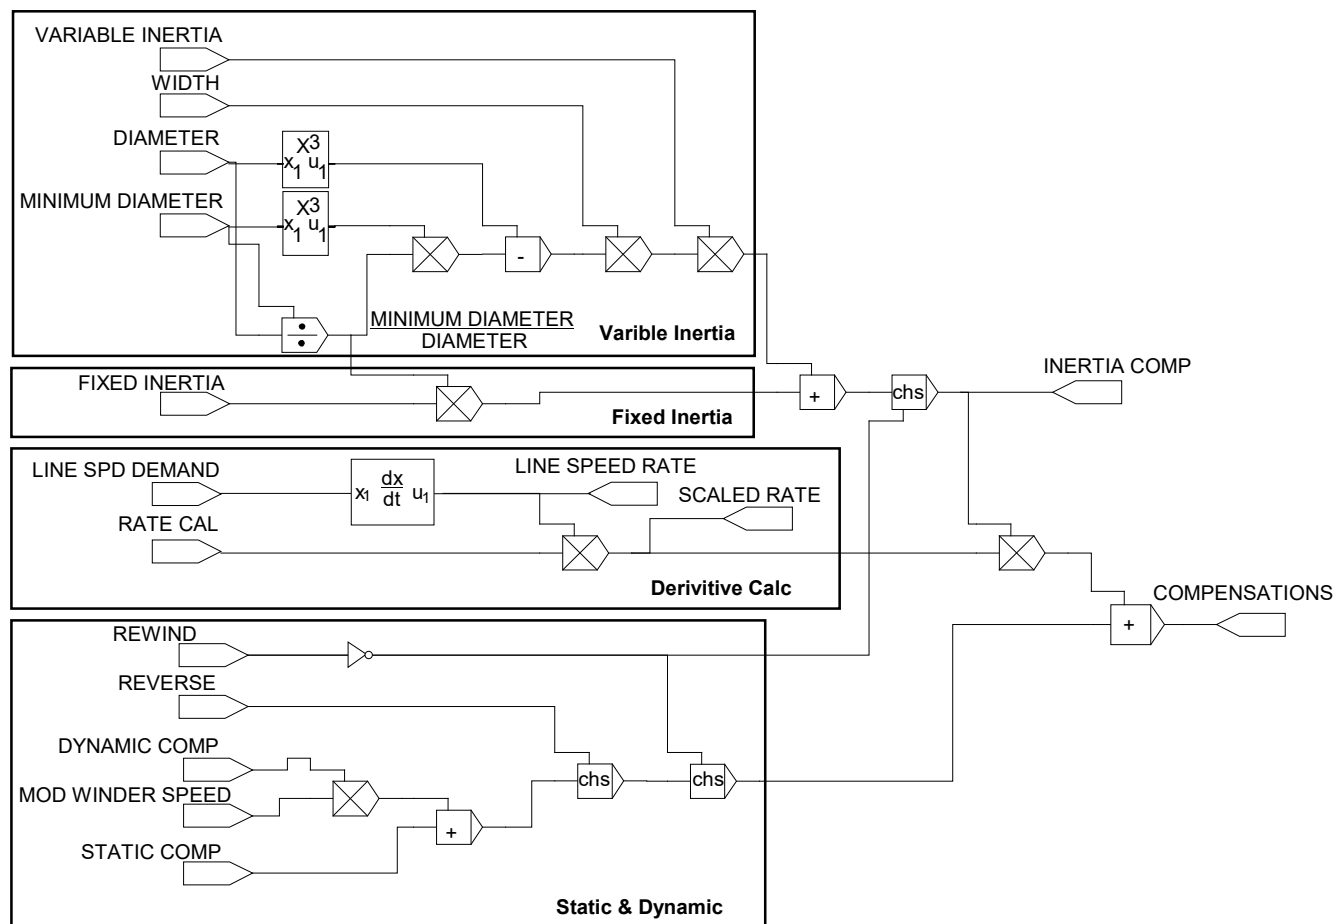 VARIABLE INERTIA
WIDTH
DIAMETER
X3
x1 u1
MINIMUM DIAMETER
X3
x1 u1
-
MINIMUM DIAMETER
DIAMETER
Varible Inertia
FIXED INERTIA
Fixed Inertia
+
chs
INERTIA COMP
LINE SPD DEMAND
x1 dx u1
dt
LINE SPEED RATE
SCALED RATE
RATE CAL
Derivitive Calc
COMPENSATIONS
+
REWIND
REVERSE
DYNAMIC COMP
chs
chs
MOD WINDER SPEED
+
STATIC COMP
Static & Dynamic